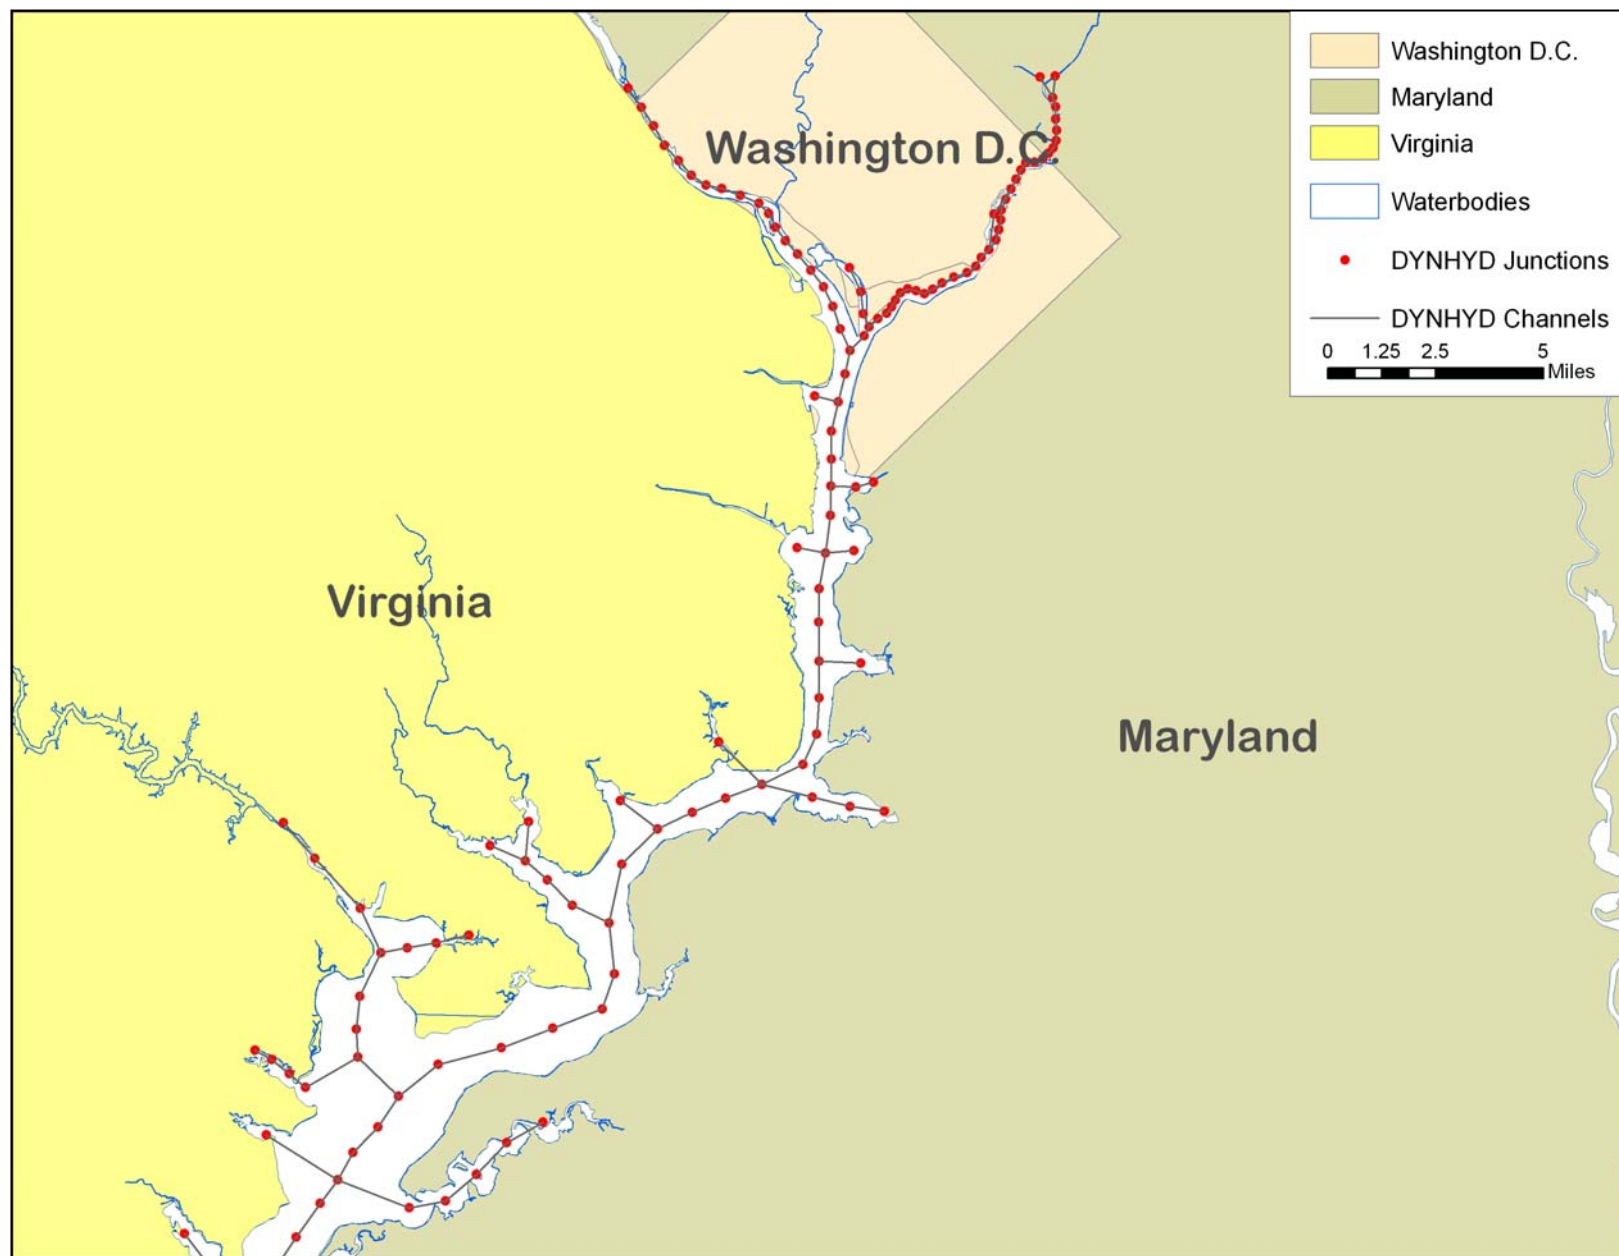 Washington D.C.
Maryland
Virginia
Waterbodies
DYNHYD Junctions
DYNHYD Channels
0 1.25 2.5 5
Miles
Washington D.C.
Virginia
Maryland